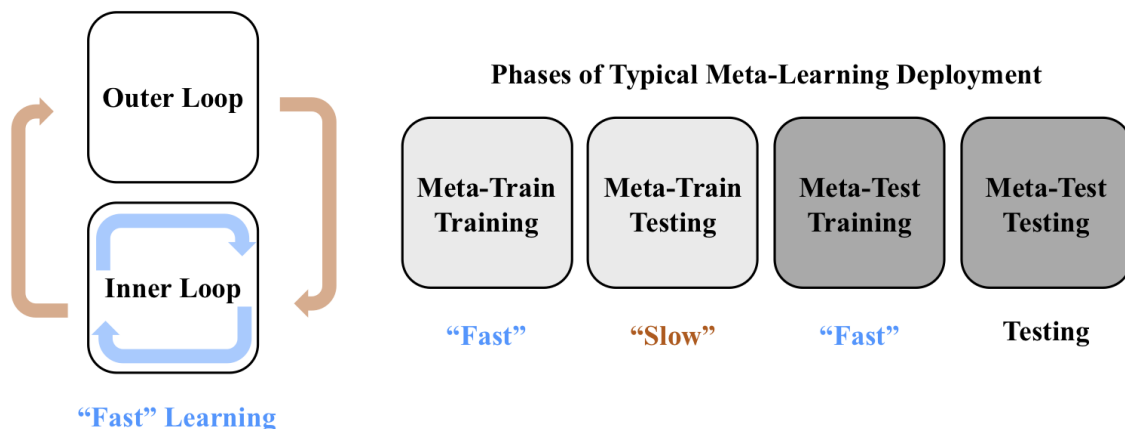 Outer Loop
Inner Loop
“Fast” Learning
Phases of Typical Meta-Learning Deployment
Meta-Train
Training
Meta-Train
Testing
Meta-Test
Training
Meta-Test
Testing
“Fast”
“Slow”
“Fast”
Testing